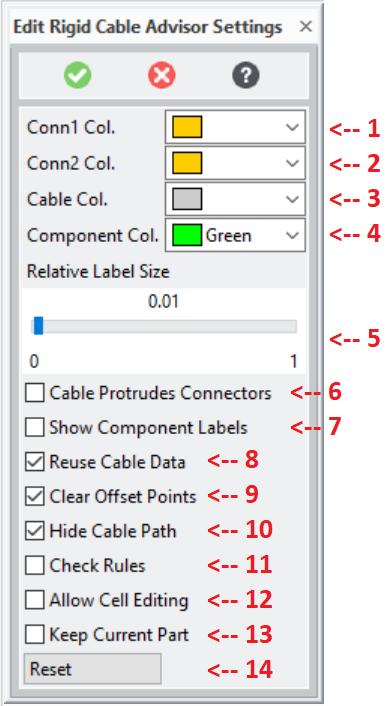 Edit Rigid Cable Advisor Settings ×
?
Conn1 Col. <-- 1
Conn2 Col. <-- 2
Cable Col. <-- 3
Component Col. Green <-- 4
Relative Label Size
0.01
<-- 5
0 1
Cable Protrudes Connectors <-- 6
Show Component Labels <-- 7
Reuse Cable Data <-- 8
Clear Offset Points <-- 9
Hide Cable Path <-- 10
Check Rules <-- 11
Allow Cell Editing <-- 12
Keep Current Part <-- 13
Reset <-- 14